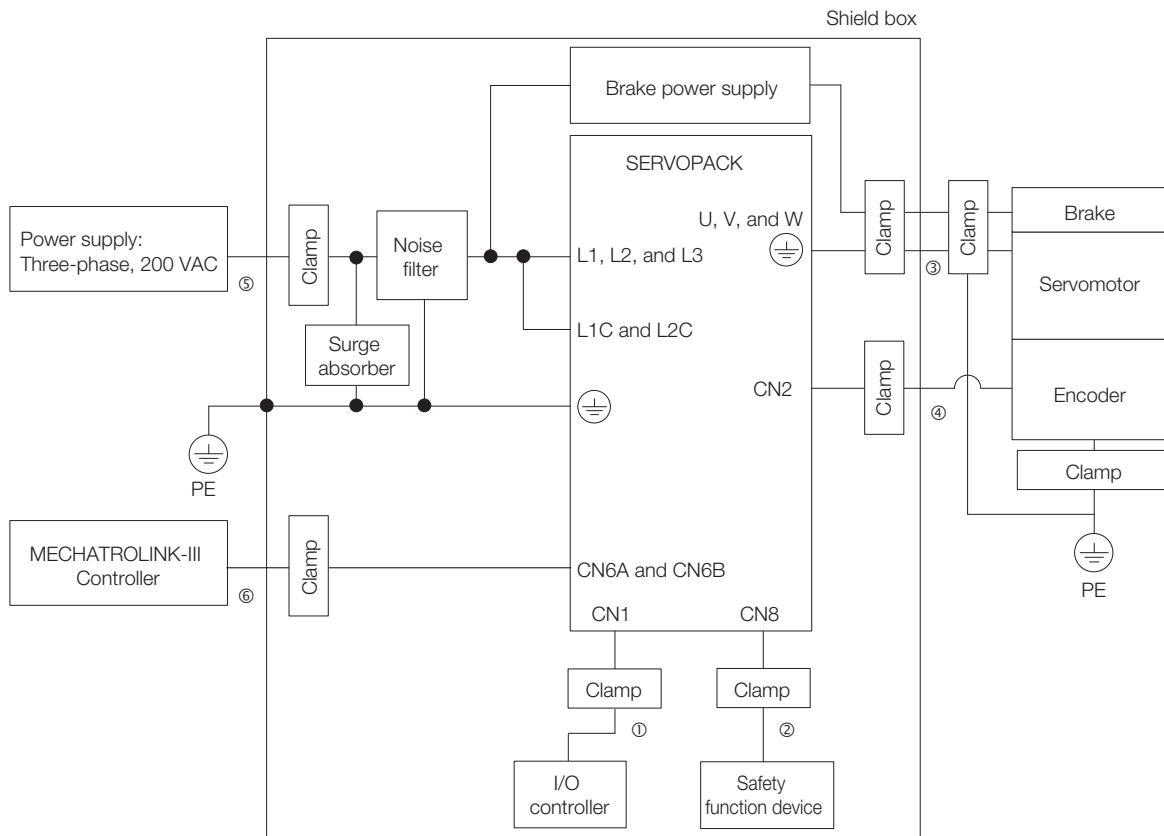 Shield box
Brake power supply
SERVOPACK
Power supply:
Three-phase, 200 VAC
⑤
Clamp
Noise
filter
Surge
absorber
L1, L2, and L3
L1C and L2C
U, V, and W
Clamp
③
Clamp
Brake
Servomotor
Encoder
CN2
Clamp
④
Clamp
PE
PE
MECHATROLINK-III
Controller
⑥
Clamp
CN6A and CN6B
CN1
CN8
Clamp
Clamp
①
②
I/O
controller
Safety
function device